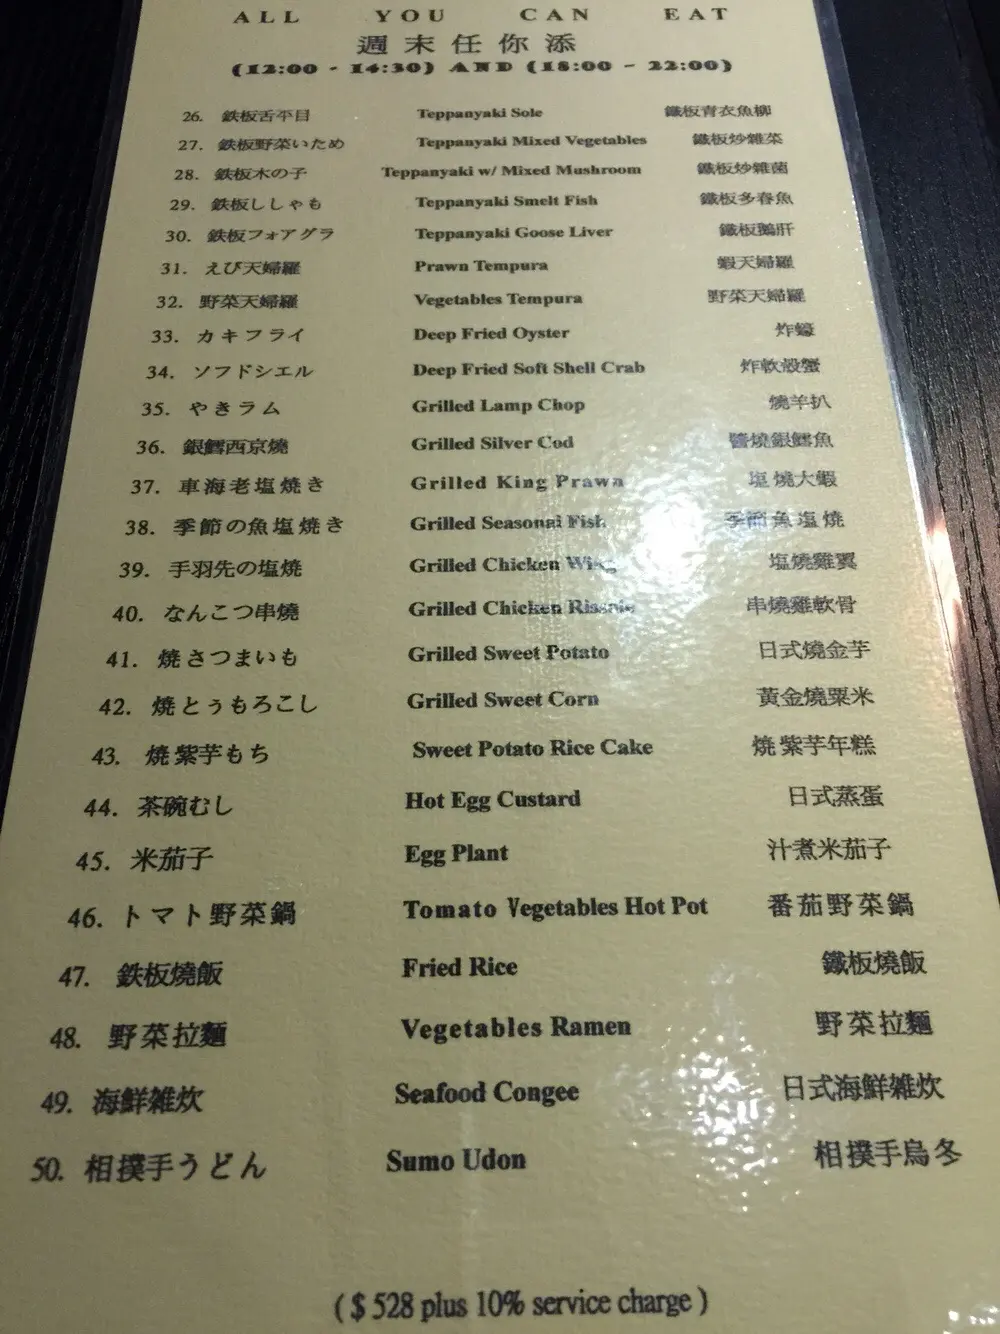 ALL YOU CAN EAT
週末任你添
(12:00 - 14:30) AND (18:00 - 22:00)
26. 鉄板舌平目 Teppanyaki Sole 鐵板青衣魚柳
27. 鉄板野菜いため Teppanyaki Mixed Vegetables 鐵板炒雜菜
28. 鉄板木の子 Teppanyaki w/ Mixed Mushroom 鐵板炒雜菌
29. 鉄板ししゃも Teppanyaki Smelt Fish 鐵板多春魚
30. 鉄板フォアグラ Teppanyaki Goose Liver 鐵板鵝肝
31. えび天婦羅 Prawn Tempura 蝦天婦羅
32. 野菜天婦羅 Vegetables Tempura 野菜天婦羅
33. カキフライ Deep Fried Oyster 炸蠔
34. ソフドシエル Deep Fried Soft Shell Crab 炸軟殼蟹
35. やきラム Grilled Lamp Chop 燒羊扒
36. 銀鱈西京燒 Grilled Silver Cod 醬燒銀鱈魚
37. 車海老塩焼き Grilled King Prawn 塩燒大蝦
38. 季節の魚塩焼き Grilled Seasonal Fish 季節魚塩燒
39. 手羽先の塩焼 Grilled Chicken Wing 塩燒雞翼
40. なんこつ串燒 Grilled Chicken 串燒雞軟骨
41. 焼さつまいも Grilled Sweet Potato 日式燒金芋
42. 焼とぅもろこし Grilled Sweet Corn 黃金燒粟米
43. 焼紫芋もち Sweet Potato Rice Cake 焼紫芋年糕
44. 茶碗むし Hot Egg Custard 日式蒸蛋
45. 米茄子 Egg Plant 汁煮米茄子
46. トマト野菜鍋 Tomato Vegetables Hot Pot 番茄野菜鍋
47. 鉄板燒飯 Fried Rice 鐵板燒飯
48. 野菜拉麵 Vegetables Ramen 野菜拉麵
49. 海鮮雑炊 Seafood Congee 日式海鮮雑炊
50. 相撲手うどん Sumo Udon 相撲手烏冬
( $ 528 plus 10% service charge )